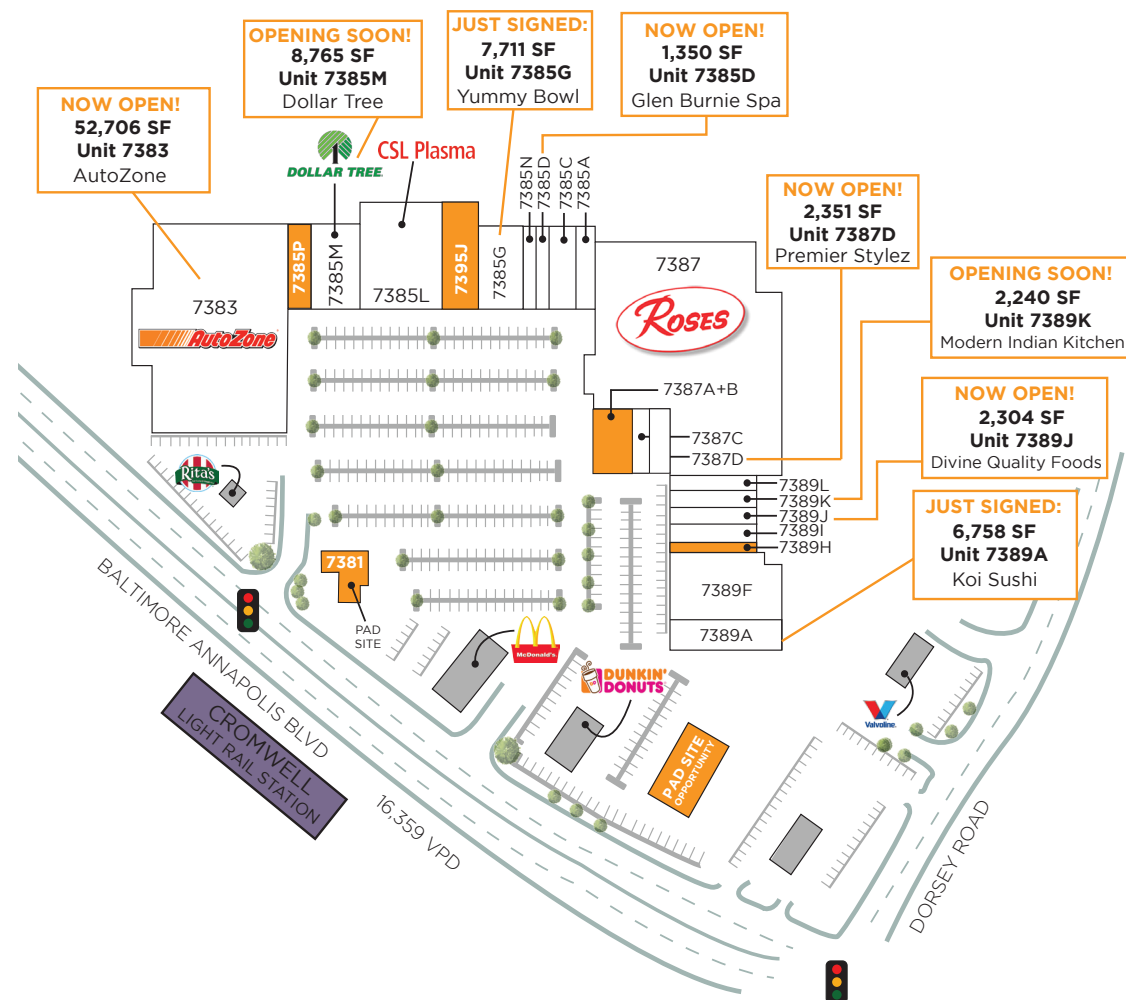 OPENING SOON!
8,765 SF
Unit 7385M
Dollar Tree
JUST SIGNED:
7,711 SF
Unit 7385G
Yummy Bowl
NOW OPEN!
1,350 SF
Unit 7385D
Glen Burnie Spa
NOW OPEN!
52,706 SF
Unit 7383
AutoZone
DOLLAR TREE
CSL Plasma
NOW OPEN!
2,351 SF
Unit 7387D
Premier Stylez
OPENING SOON!
2,240 SF
Unit 7389K
Modern Indian Kitchen
NOW OPEN!
2,304 SF
Unit 7389J
Divine Quality Foods
JUST SIGNED:
6,758 SF
Unit 7389A
Koi Sushi
7383
AutoZone
7385P
7385M
7385L
7395J
7385G
7385N
7385D
7385C
7385A
7387
ROSES
7387A+B
7387C
7387D
7389L
7389K
7389J
7389I
7389H
7389F
7389A
Rita's
7381
PAD
SITE
McDonald's
DUNKIN'
DONUTS
PAD SITE
OPPORTUNITY
Valvoline
BALTIMORE ANNAPOLIS BLVD
CROMWELL
LIGHT RAIL STATION
16,359 VPD
DORSEY ROAD